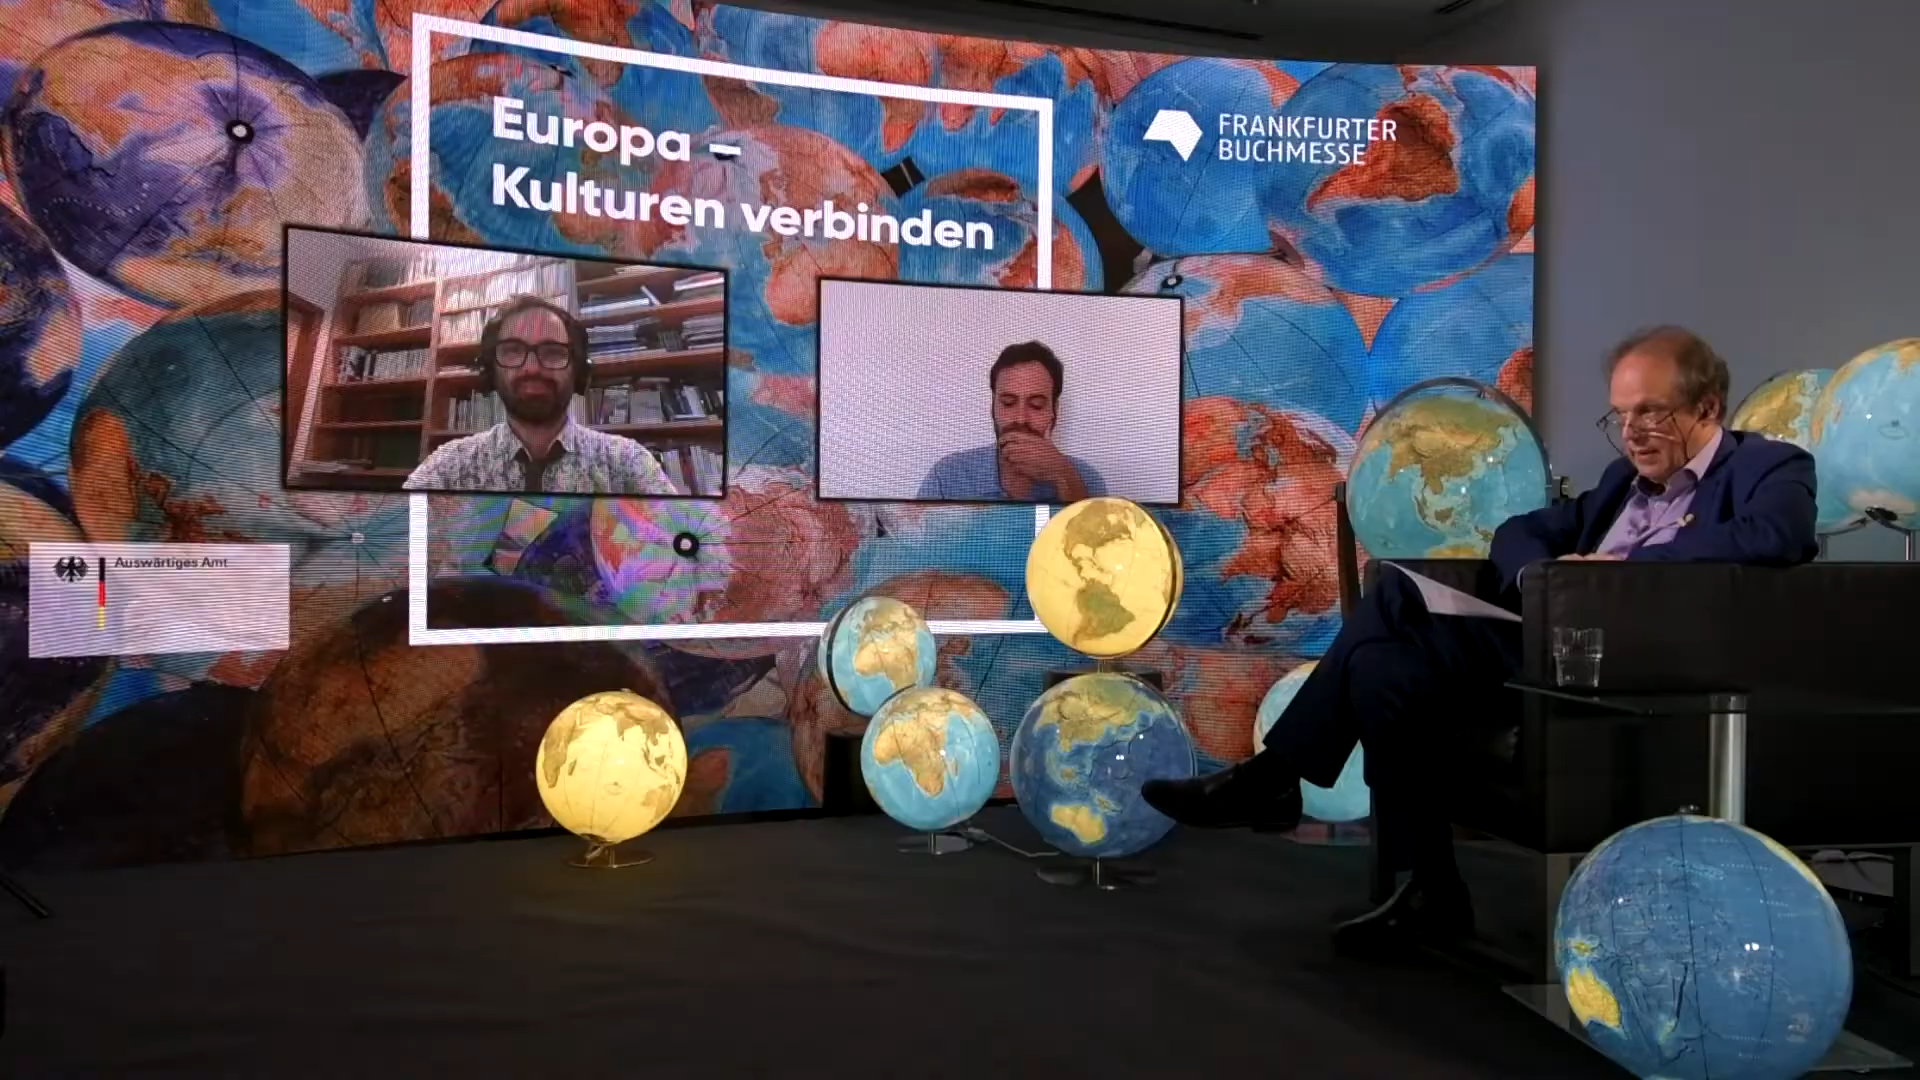 Europa –
Kulturen verbinden
FRANKFURTER
BUCHMESSE
Auswärtiges Amt